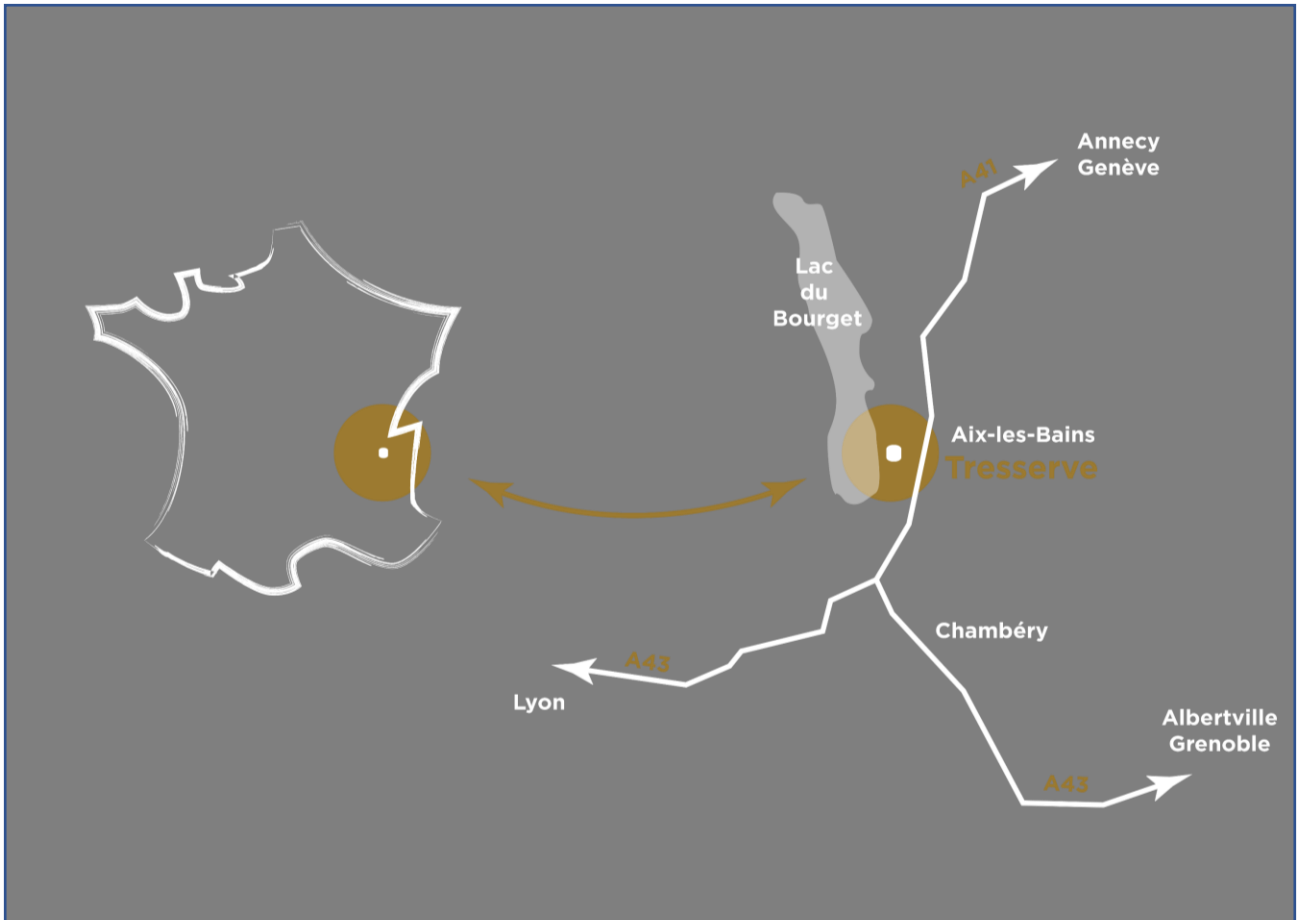 A41
Annecy
Genève
Lac
du
Bourget
Aix-les-Bains
Tresserve
Chambéry
A43
Lyon
Albertville
Grenoble
A43